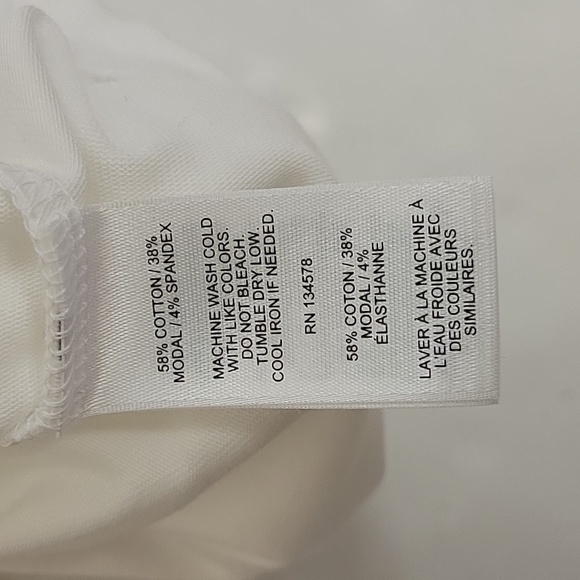 58% COTTON / 38%
MODAL / 4% SPANDEX
MACHINE WASH COLD
WITH LIKE COLORS.
DO NOT BLEACH.
TUMBLE DRY LOW.
COOL IRON IF NEEDED.
RN 134578
58% COTON / 38%
MODAL / 4%
ÉLASTHANNE
LAVER À LA MACHINE À
L'EAU FROIDE AVEC
DES COULEURS
SIMILAIRES.